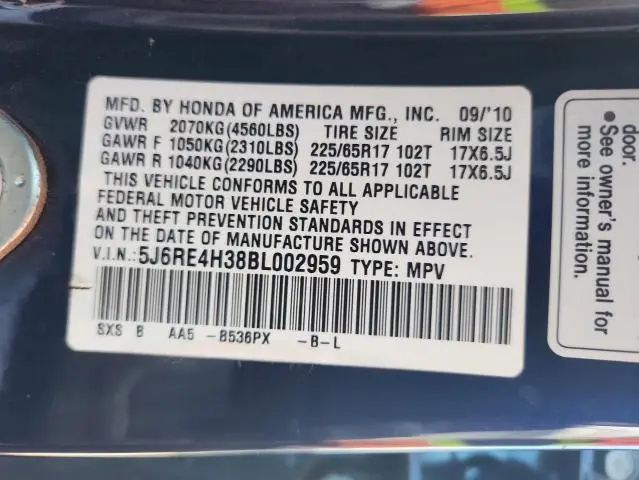 MFD. BY HONDA OF AMERICA MFG., INC. 09/'10
GVWR 2070KG(4560LBS) TIRE SIZE RIM SIZE
GAWR F 1050KG(2310LBS) 225/65R17 102T 17X6.5J
GAWR R 1040KG(2290LBS) 225/65R17 102T 17X6.5J
THIS VEHICLE CONFORMS TO ALL APPLICABLE
FEDERAL MOTOR VEHICLE SAFETY
AND THEFT PREVENTION STANDARDS IN EFFECT
ON THE DATE OF MANUFACTURE SHOWN ABOVE.
V.I.N.:5J6RE4H38BL002959 TYPE: MPV
SXS B AA5 -B536PX -B-L
door.
• See owner's manual for
more information.